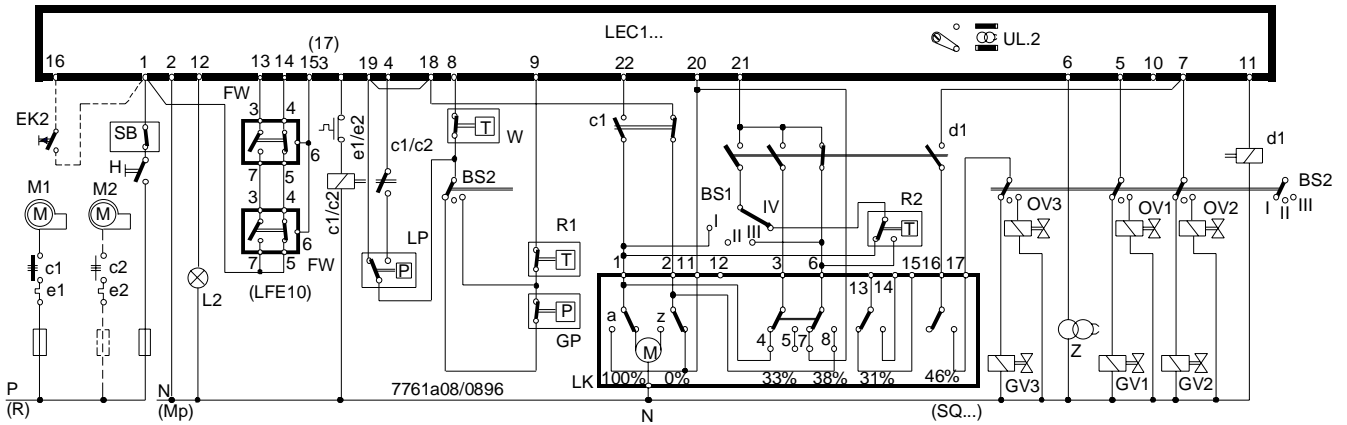 LEC1...
UL.2
16 1 2 12 13 14 (17) 15 3 19 4 18 8 9 22 20 21 6 5 10 7 11
FW
3 4
6
7 5
3 4
6
7 5
FW
(LFE10)
EK2
SB
H
M1
M
M2
M
c1
e1
c2
e2
L2
e1/e2
c1/c2
c1/c2
LP
P
T
W
BS2
R1
T
P
GP
c1
BS1
I
II
III
IV
R2
T
d1
d1
BS2
I II III
OV3
OV1
OV2
1 2 11 12 3 6 15 16 17
13 14
a
z
M
4 5 7 8
LK
100% 0% 33% 38% 31% 46%
Z
GV3
GV1
GV2
P
(R)
N
(Mp)
7761a08/0896
N
(SQ...)